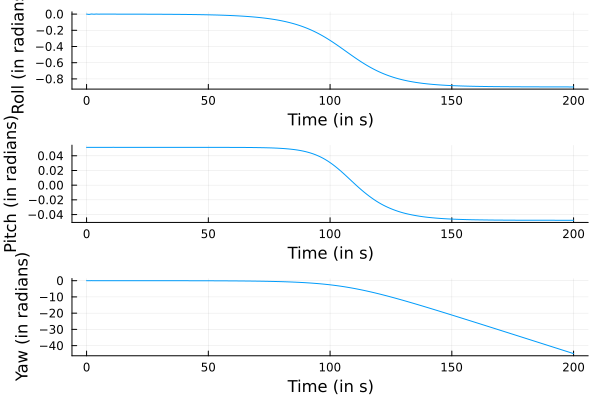 Roll (in radian
0.0
−0.2
−0.4
−0.6
−0.8
0 50 100 150 200
Time (in s)
Pitch (in radians)
0.04
0.02
0.00
−0.02
−0.04
0 50 100 150 200
Time (in s)
Yaw (in radians)
0
−10
−20
−30
−40
0 50 100 150 200
Time (in s)